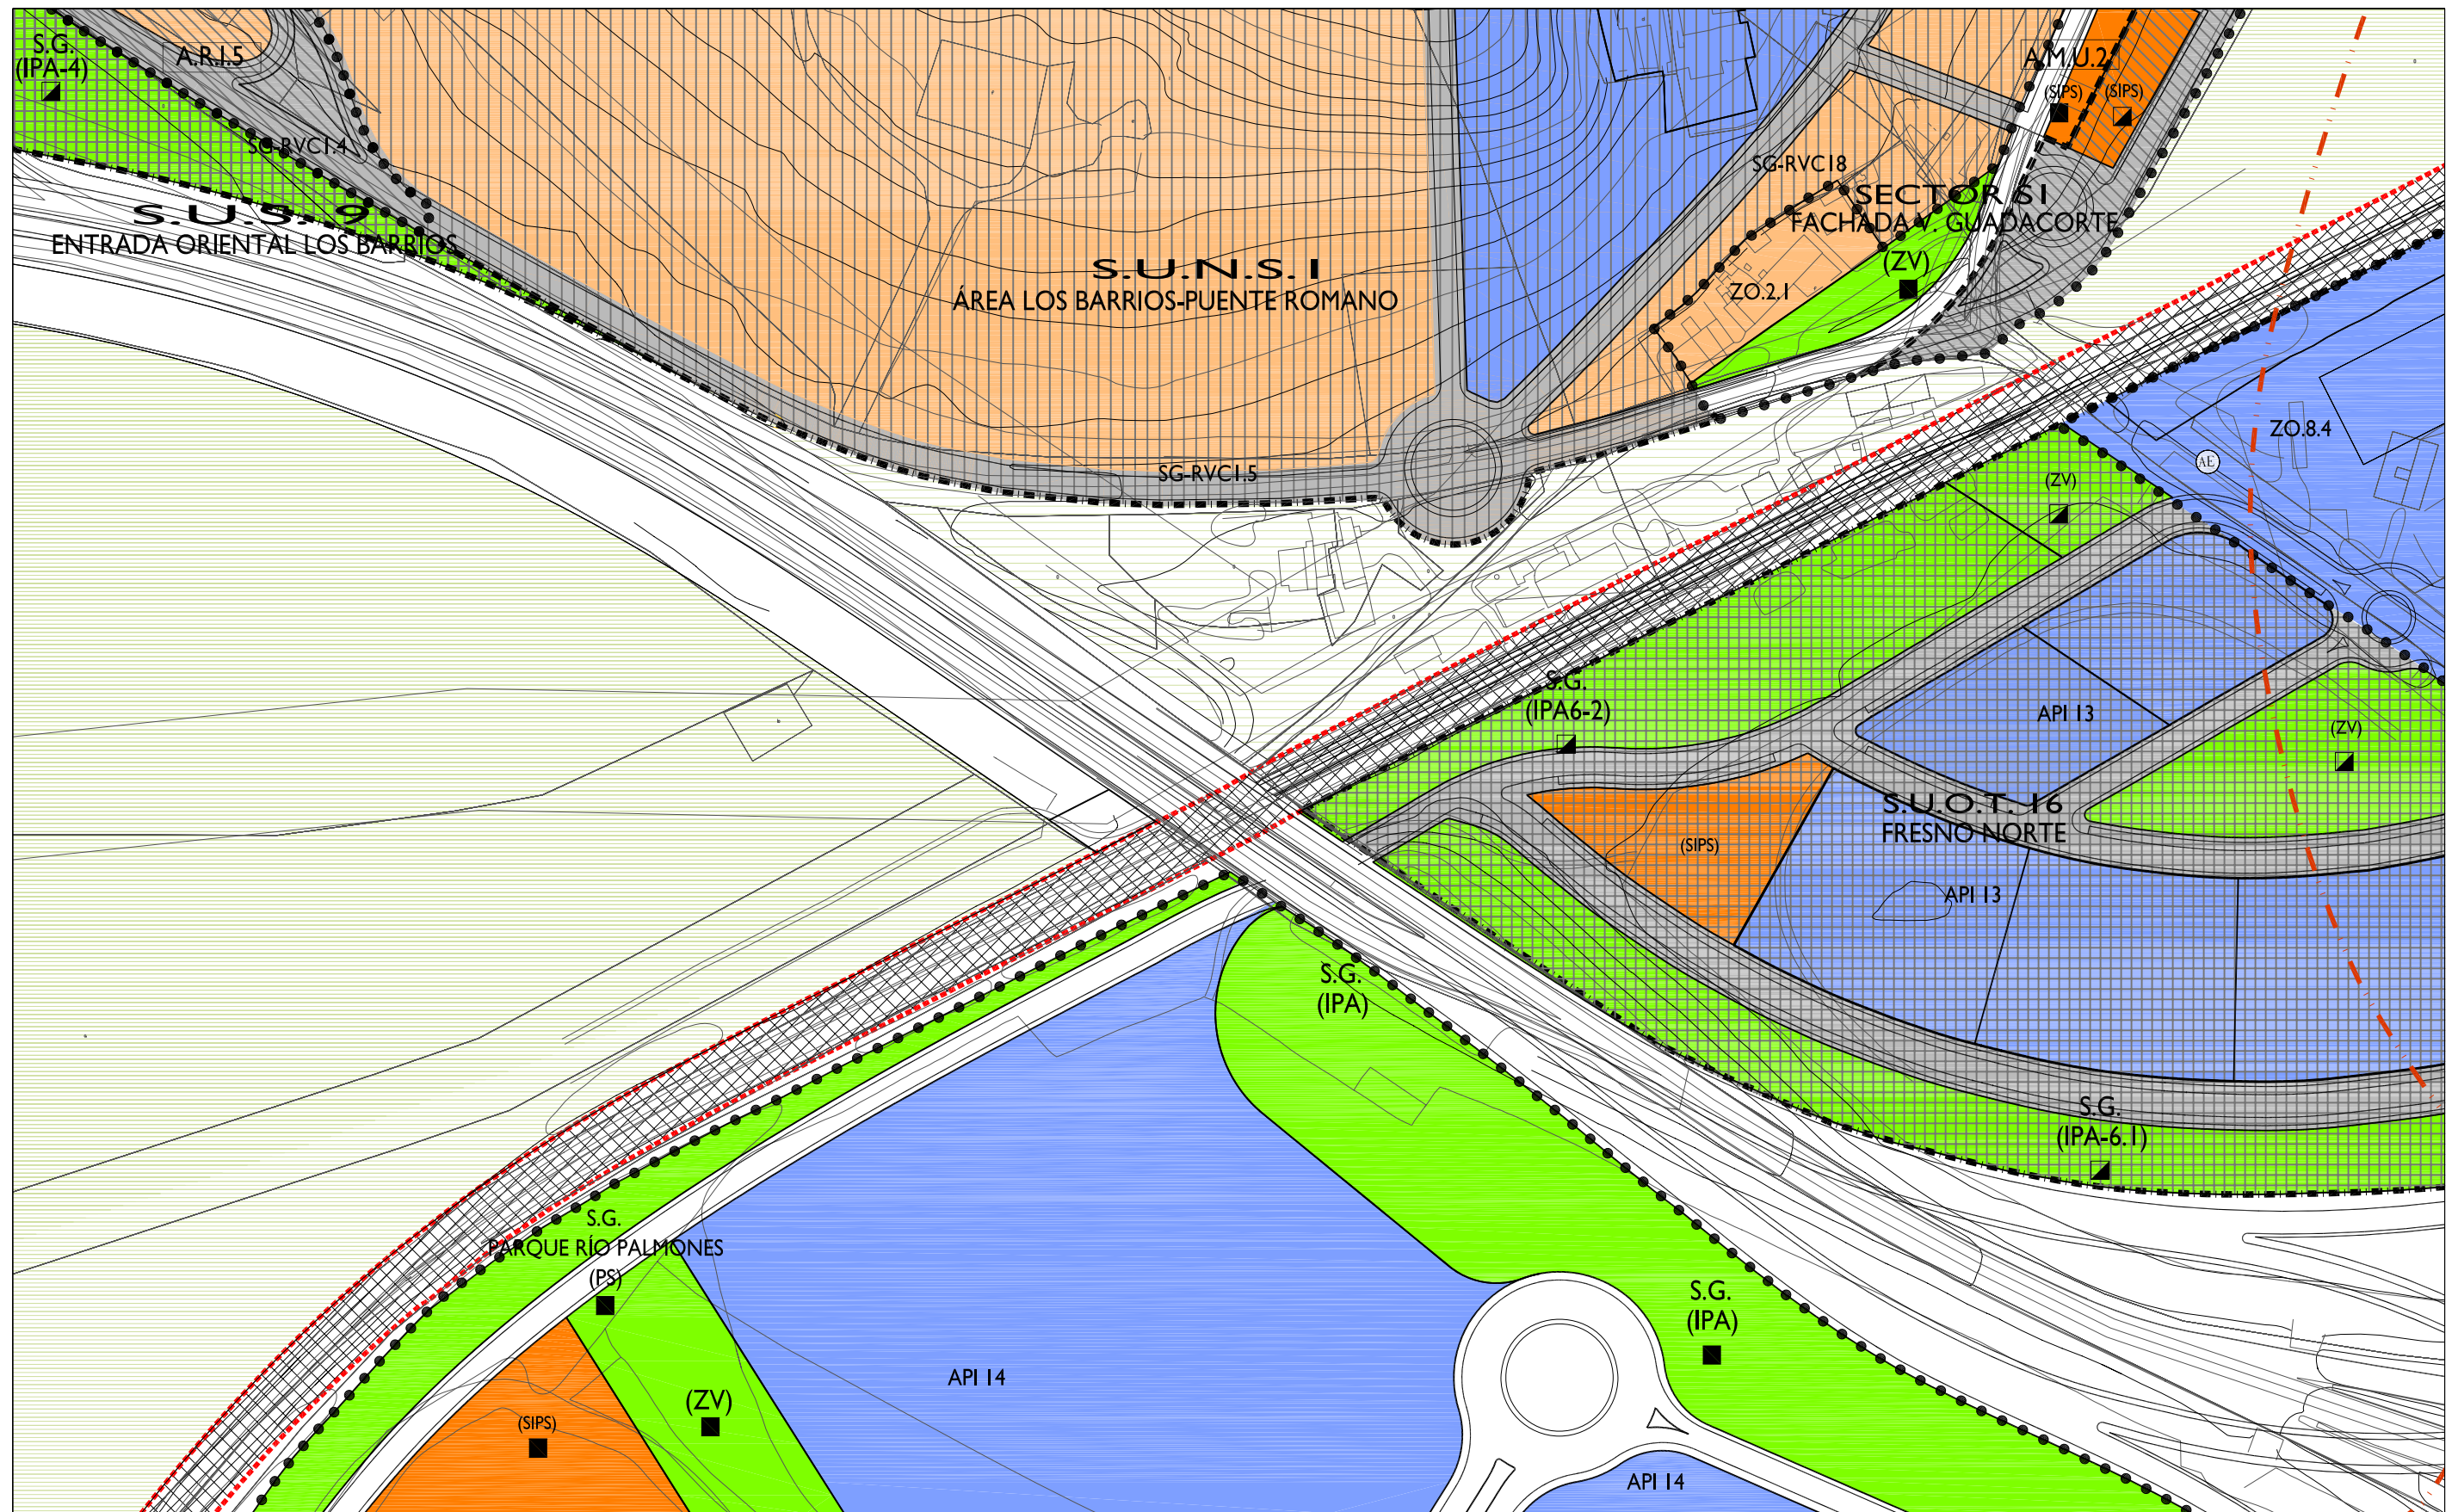 S.G.
(IPA-4)
A.R.I.5
A.M.U.2
(SIPS)
(SIPS)
SG-RVC1.4
SG-RVC18
SECTOR S1
FACHADA V. GUADACORTE
S.U.S. 9
ENTRADA ORIENTAL LOS BARRIOS
S.U.N.S.1
ÁREA LOS BARRIOS-PUENTE ROMANO
(ZV)
ZO.2.1
ZO.8.4
AE
SG-RVC1.5
(ZV)
S.G.
(IPA6-2)
API 13
(ZV)
S.U.O.T. 16
FRESNO NORTE
(SIPS)
API 13
S.G.
(IPA)
S.G.
(IPA-6.1)
S.G.
PARQUE RÍO PALMONES
(PS)
S.G.
(IPA)
API 14
(ZV)
(SIPS)
API 14